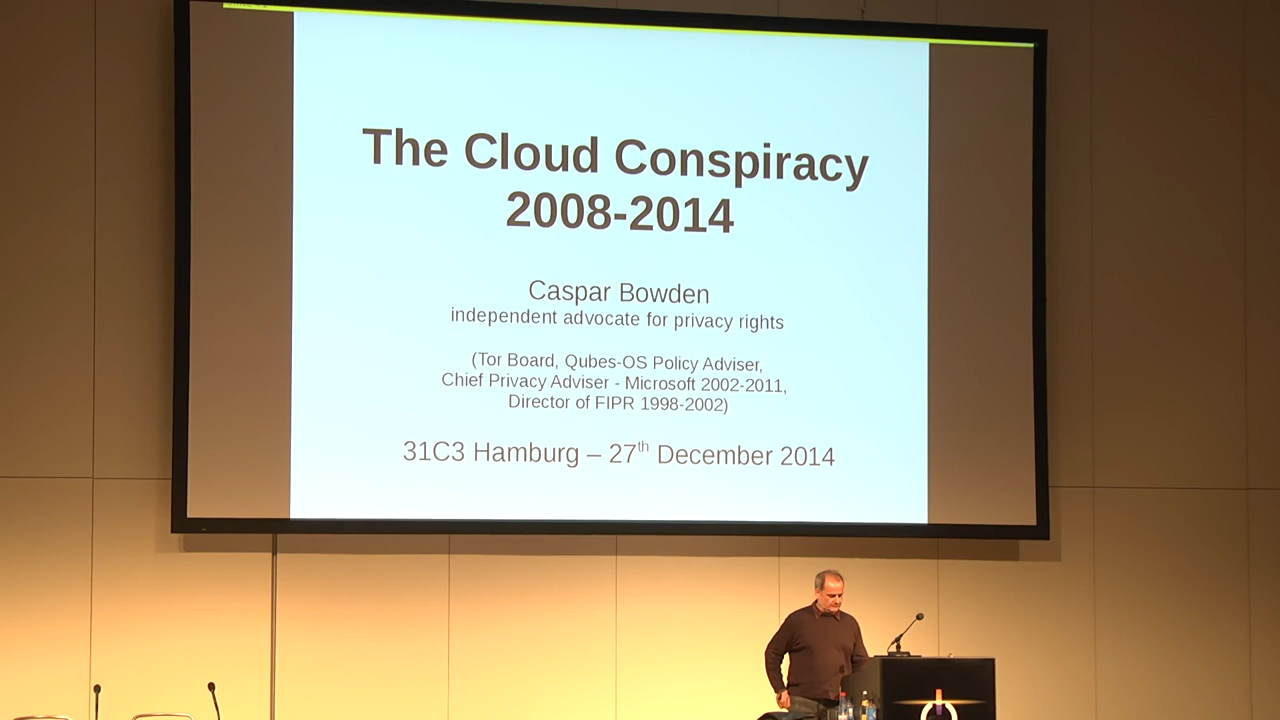 The Cloud Conspiracy
2008-2014
Caspar Bowden
independent advocate for privacy rights
(Tor Board, Qubes-OS Policy Adviser,
Chief Privacy Adviser - Microsoft 2002-2011,
Director of FIPR 1998-2002)
31C3 Hamburg – 27th December 2014